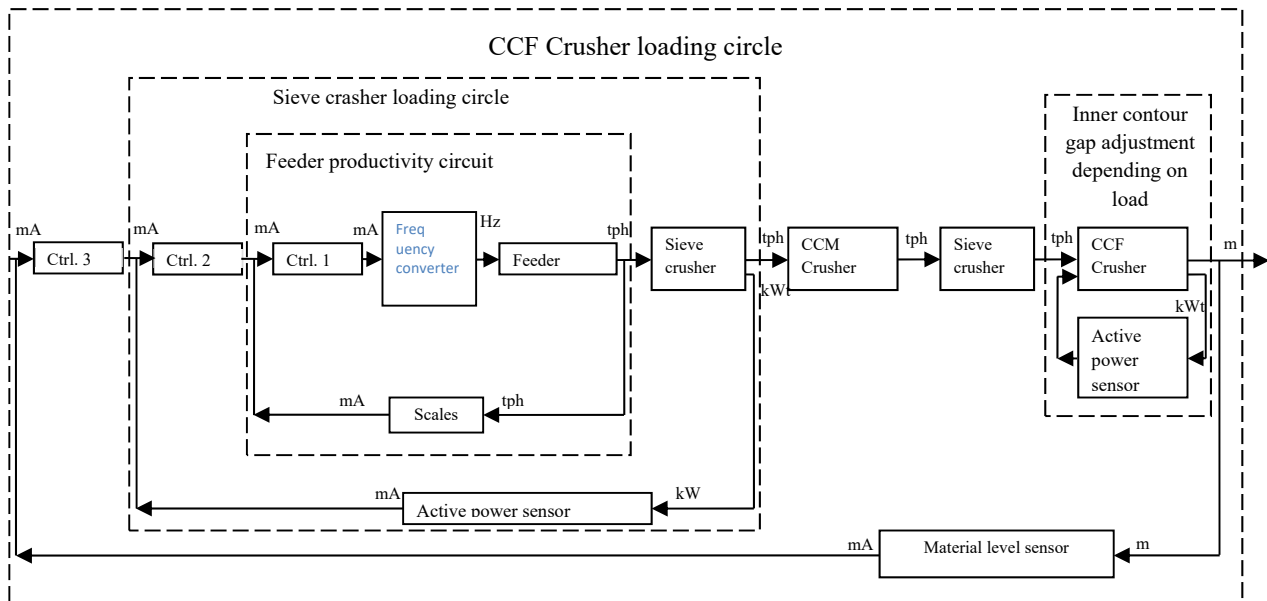 CCF Crusher loading circle
Sieve crasher loading circle
Inner contour
gap adjustment
depending on
load
Feeder productivity circuit
mA
mA
mA
mA
Hz
tph
tph
tph
tph
m
Ctrl. 3
Ctrl. 2
Ctrl. 1
Freq
uency
converter
Feeder
Sieve
crusher
CCM
Crusher
Sieve
crusher
CCF
Crusher
kWt
kWt
Active
power
sensor
mA
Scales
tph
mA
Active power sensor
kW
mA
Material level sensor
m